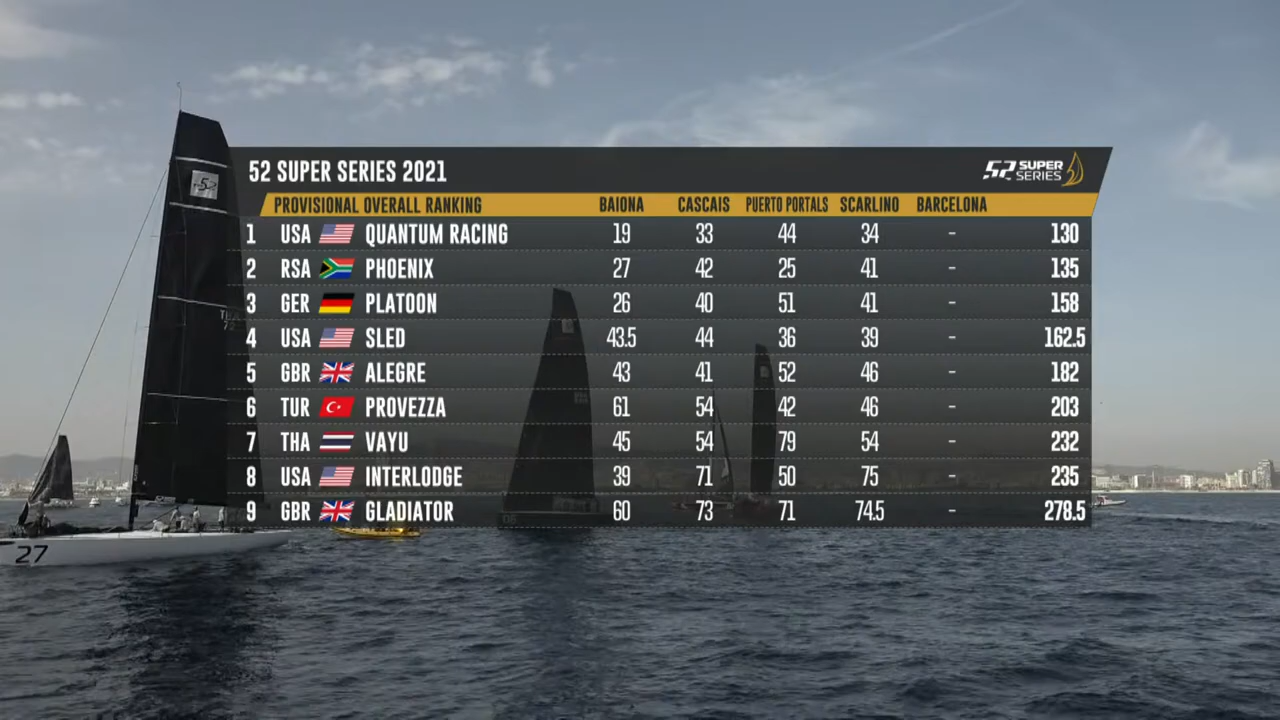 52 SUPER SERIES 2021
52 SUPER SERIES
PROVISIONAL OVERALL RANKING BAIONA CASCAIS PUERTO PORTALS SCARLINO BARCELONA
1 USA QUANTUM RACING 19 33 44 34 - 130
2 RSA PHOENIX 27 42 25 41 - 135
3 GER PLATOON 26 40 51 41 - 158
4 USA SLED 43.5 44 36 39 - 162.5
5 GBR ALEGRE 43 41 52 46 - 182
6 TUR PROVEZZA 61 54 42 46 - 203
7 THA VAYU 45 54 79 54 - 232
8 USA INTERLODGE 39 71 50 75 - 235
9 GBR GLADIATOR 60 73 71 74.5 - 278.5
52
27